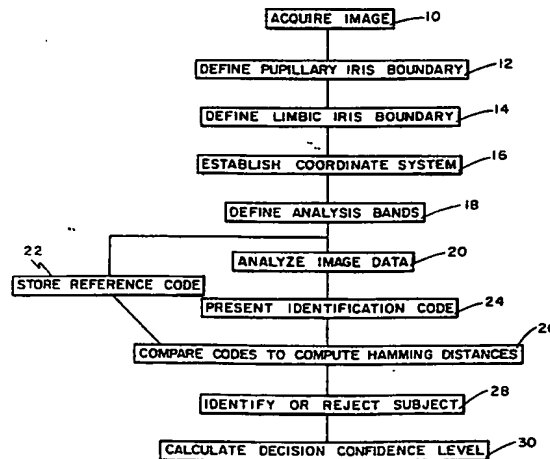 ACQUIRE IMAGE 10
DEFINE PUPILLARY IRIS BOUNDARY 12
DEFINE LIMBIC IRIS BOUNDARY 14
ESTABLISH COORDINATE SYSTEM 16
DEFINE ANALYSIS BANDS 18
22
ANALYZE IMAGE DATA 20
STORE REFERENCE CODE
PRESENT IDENTIFICATION CODE 24
COMPARE CODES TO COMPUTE HAMMING DISTANCES 26
IDENTIFY OR REJECT SUBJECT 28
CALCULATE DECISION CONFIDENCE LEVEL 30